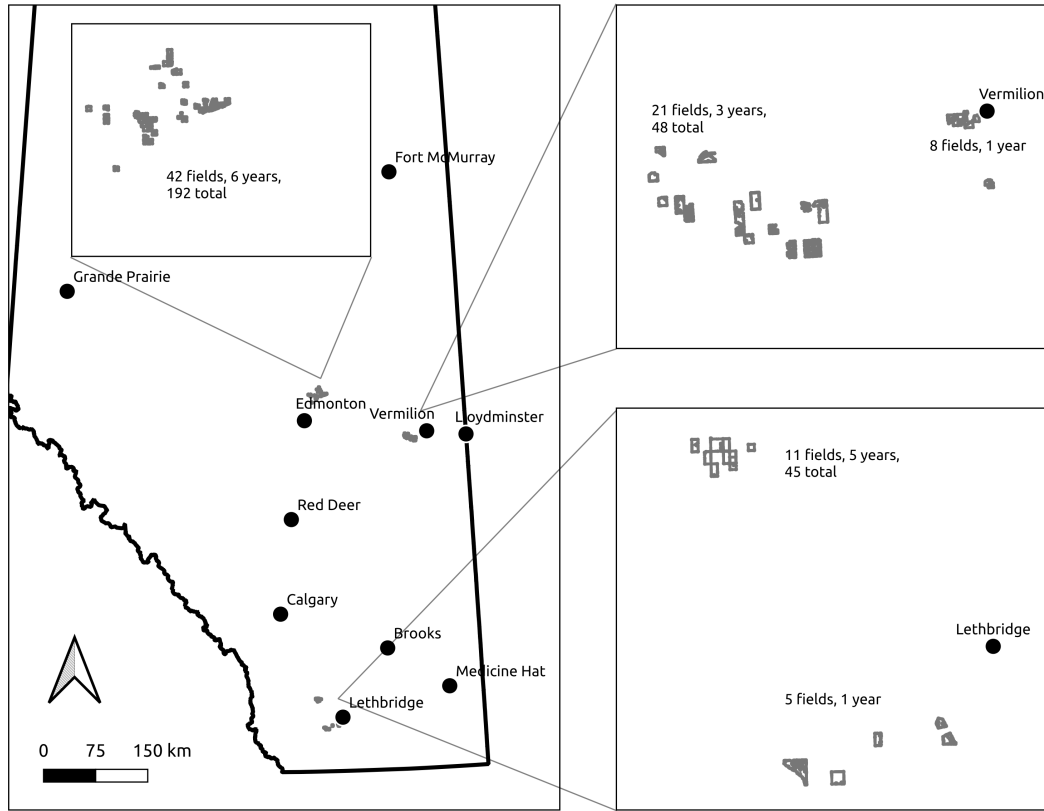 42 fields, 6 years,
192 total
Fort McMurray
Grande Prairie
Edmonton
Vermilion
Lloydminster
Red Deer
Calgary
Brooks
Medicine Hat
Lethbridge
0 75 150 km
21 fields, 3 years,
48 total
Vermilion
8 fields, 1 year
11 fields, 5 years,
45 total
Lethbridge
5 fields, 1 year